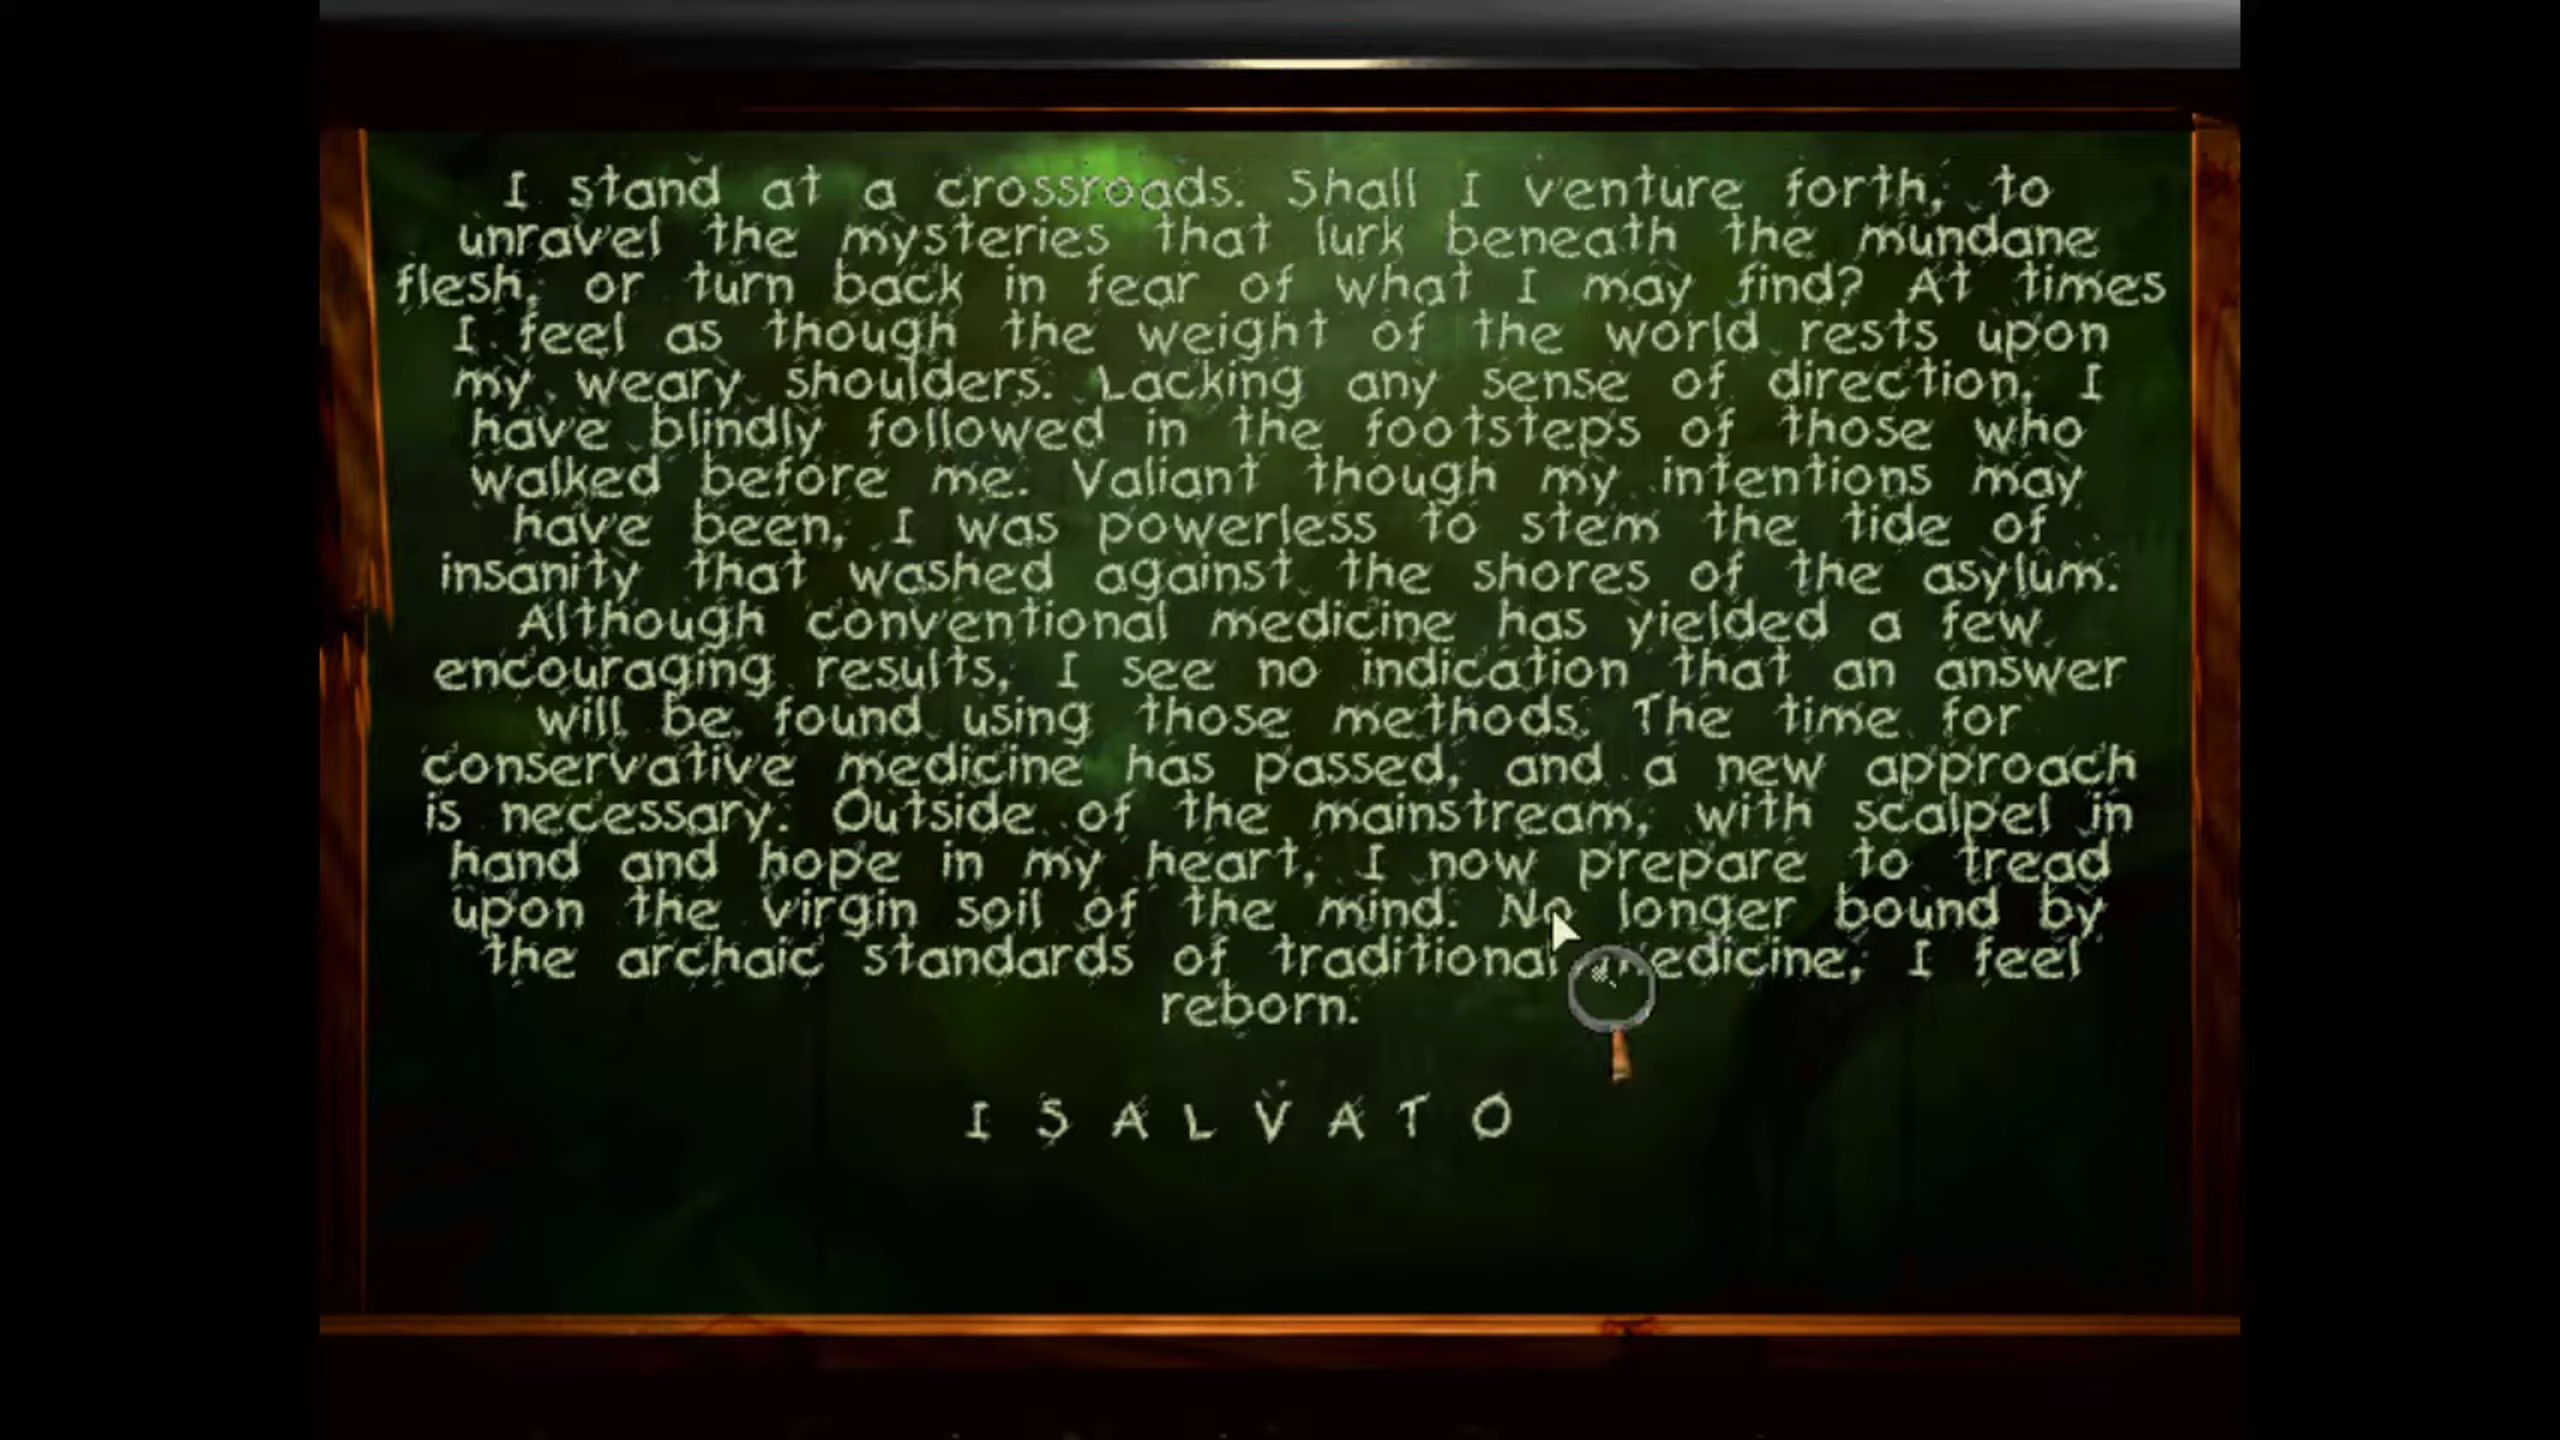 I stand at a crossroads. Shall I venture forth, to
unravel the mysteries that lurk beneath the mundane
flesh, or turn back in fear of what I may find? At times
I feel as though the weight of the world rests upon
my weary shoulders. Lacking any sense of direction, I
have blindly followed in the footsteps of those who
walked before me. Valiant though my intentions may
have been, I was powerless to stem the tide of
insanity that washed against the shores of the asylum.
Although conventional medicine has yielded a few
encouraging results, I see no indication that an answer
will be found using those methods. The time for
conservative medicine has passed, and a new approach
is necessary. Outside of the mainstream, with scalpel in
hand and hope in my heart, I now prepare to tread
upon the virgin soil of the mind. No longer bound by
the archaic standards of traditional medicine, I feel
reborn.
I S A L V A T O